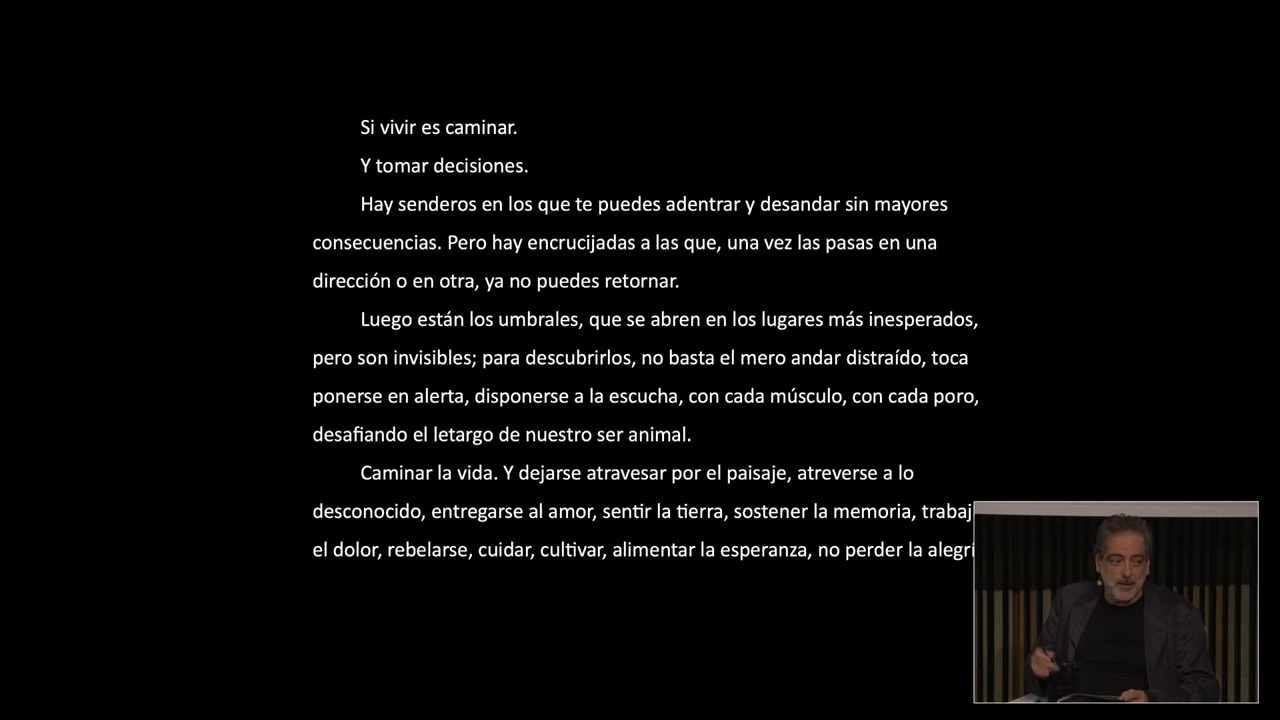 Si vivir es caminar.
Y tomar decisiones.
Hay senderos en los que te puedes adentrar y desandar sin mayores
consecuencias. Pero hay encrucijadas a las que, una vez las pasas en una
dirección o en otra, ya no puedes retornar.
Luego están los umbrales, que se abren en los lugares más inesperados,
pero son invisibles; para descubrirlos, no basta el mero andar distraído, toca
ponerse en alerta, disponerse a la escucha, con cada músculo, con cada poro,
desafiando el letargo de nuestro ser animal.
Caminar la vida. Y dejarse atravesar por el paisaje, atreverse a lo
desconocido, entregarse al amor, sentir la tierra, sostener la memoria,
el dolor, rebelarse, cuidar, cultivar, alimentar la esperanza, no perder la